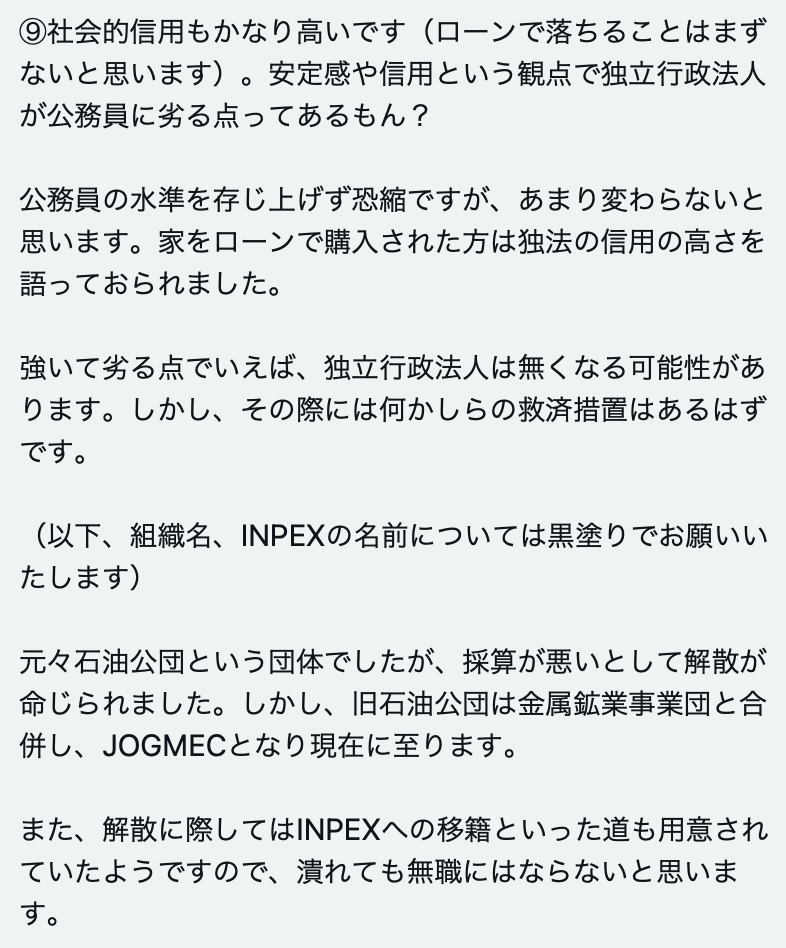 ⑨社会的信用もかなり高いです（ローンで落ちることはまず
ないと思います）。安定感や信用という観点で独立行政法人
が公務員に劣る点ってあるもん？
公務員の水準を存じ上げず恐縮ですが、あまり変わらないと
思います。家をローンで購入された方は独法の信用の高さを
語っておられました。
強いて劣る点でいえば、独立行政法人は無くなる可能性があ
ります。しかし、その際には何かしらの救済措置はあるはず
です。
（以下、組織名、INPEXの名前については黒塗りでお願いい
たします）
元々石油公団という団体でしたが、採算が悪いとして解散が
命じられました。しかし、旧石油公団は金属鉱業事業団と合
併し、JOGMECとなり現在に至ります。
また、解散に際してはINPEXへの移籍といった道も用意され
ていたようですので、潰れても無職にはならないと思いま
す。